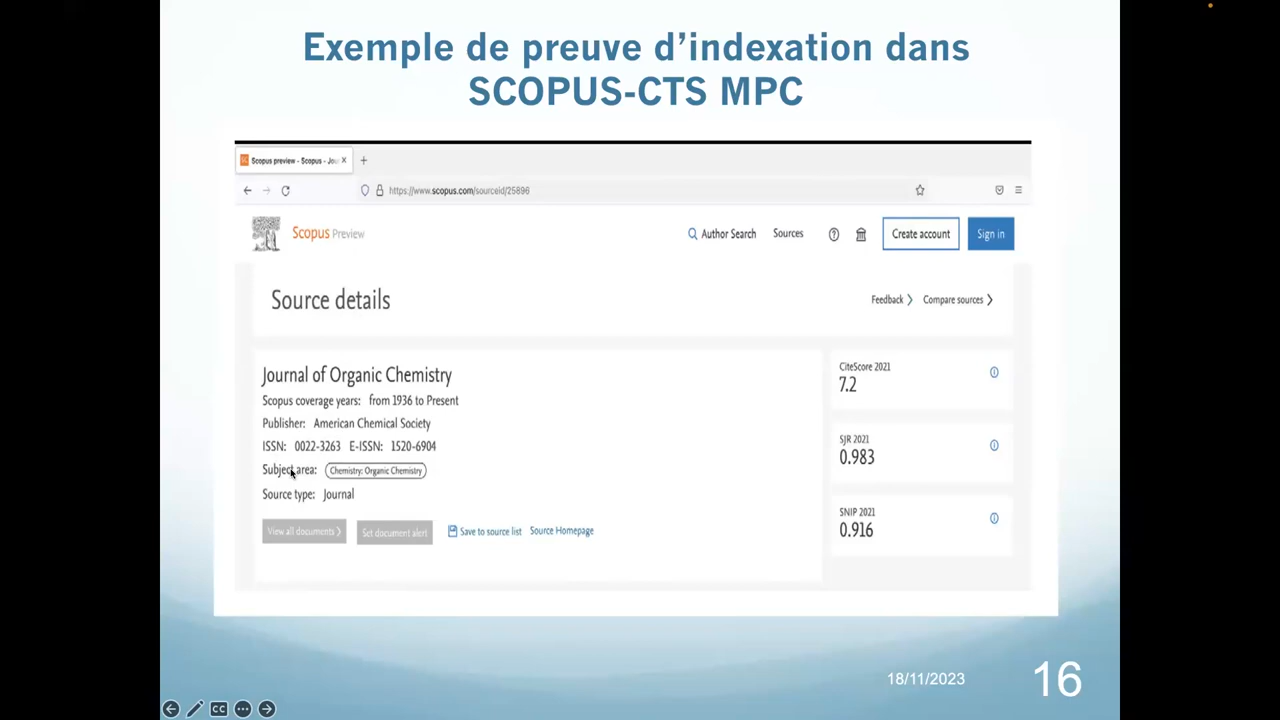 Exemple de preuve d’indexation dans
SCOPUS-CTS MPC
Scopus preview - Scopus - Jou
https://www.scopus.com/sourceid/25896
Scopus Preview
Author Search Sources Create account Sign in
Source details
Feedback Compare sources
Journal of Organic Chemistry
Scopus coverage years: from 1936 to Present
Publisher: American Chemical Society
ISSN: 0022-3263 E-ISSN: 1520-6904
Subject area: Chemistry: Organic Chemistry
Source type: Journal
View all documents Set document alert Save to source list Source Homepage
CiteScore 2021
7.2
SJR 2021
0.983
SNIP 2021
0.916
18/11/2023 16
CC